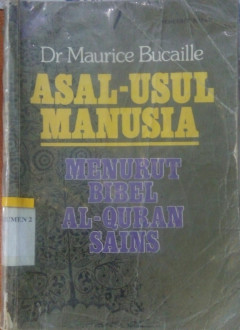 Dr Maurice Bucaille
ASAL-USUL
MANUSIA
MENURUT
BIBEL
AL-QURAN
SAINS